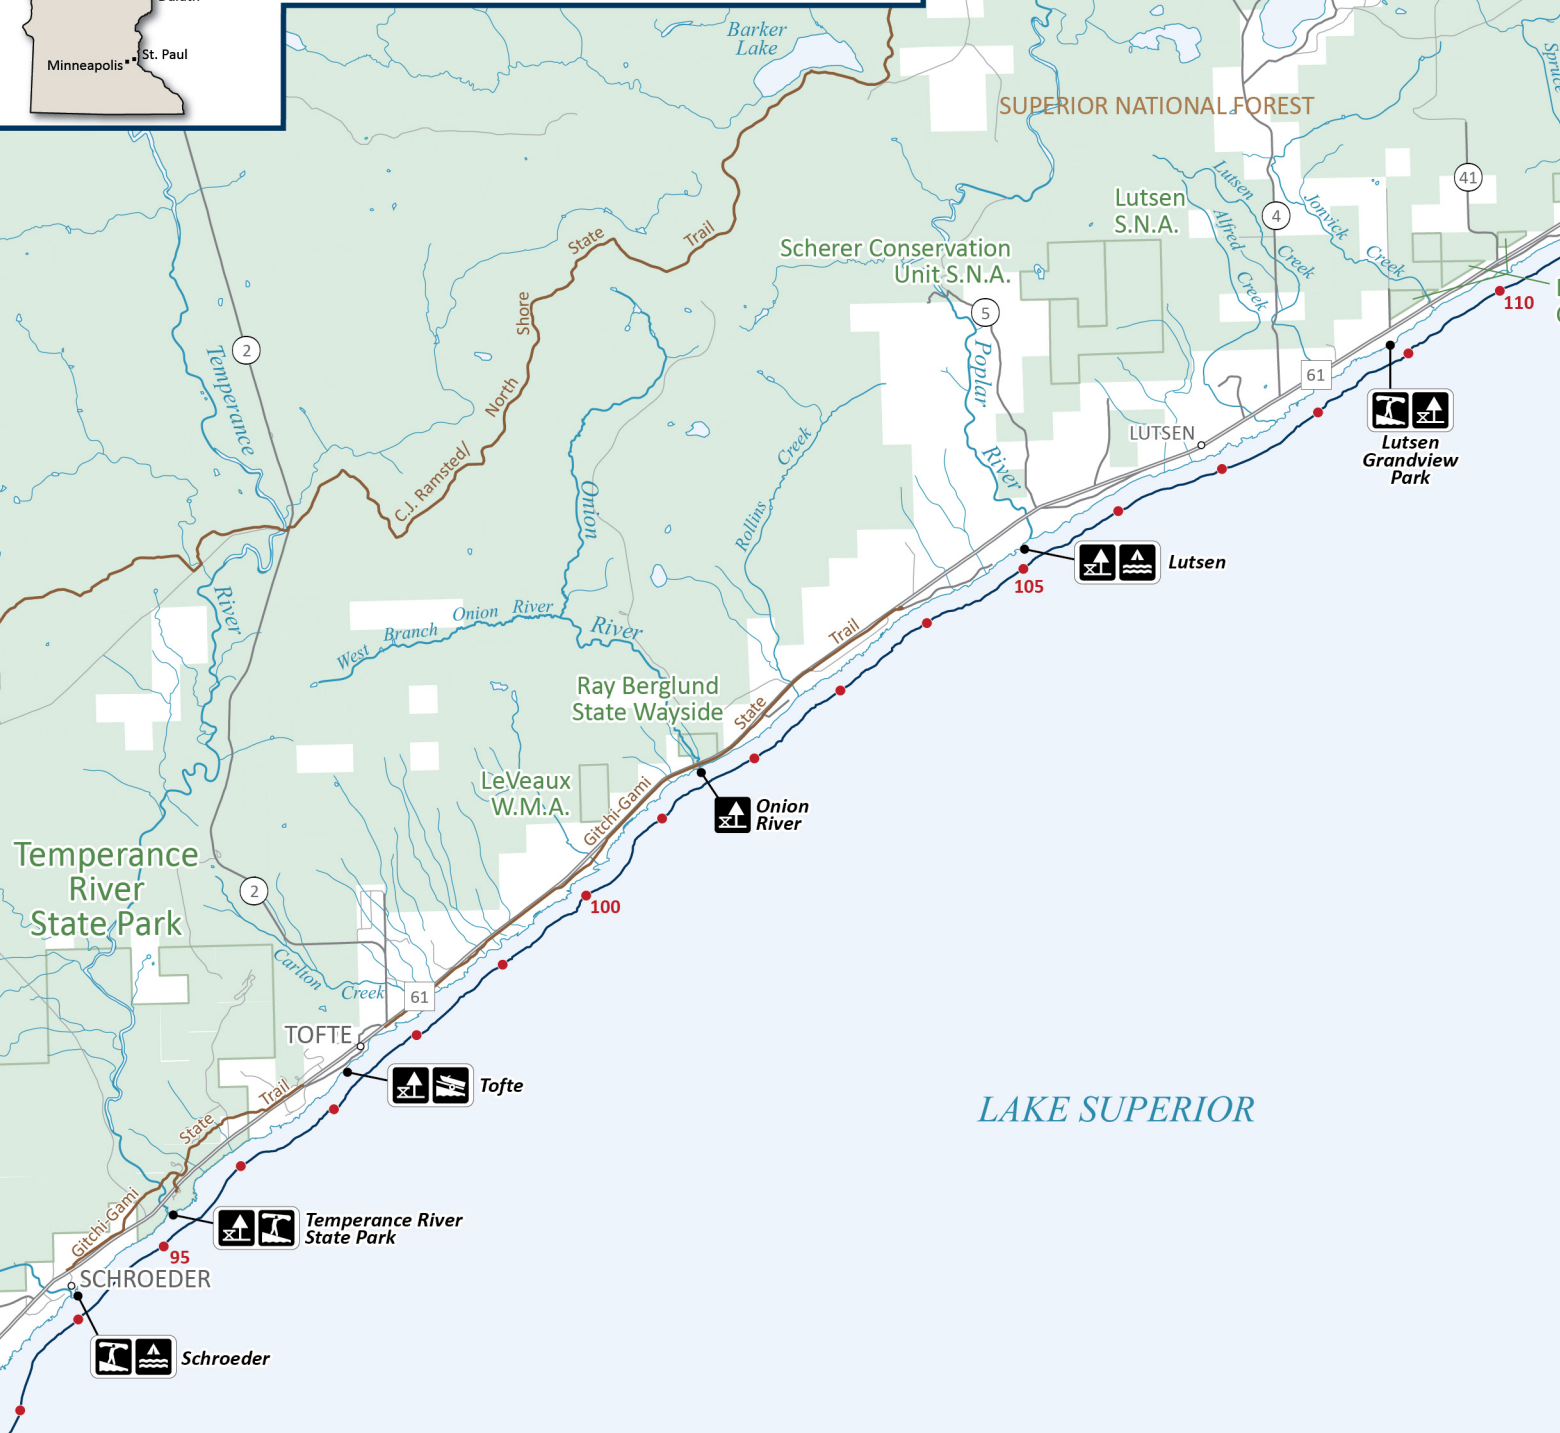 St. Paul
Minneapolis
Barker
Lake
SUPERIOR NATIONAL FOREST
Spruce
Lutsen
S.N.A.
Lutsen
Creek
Alfred
Creek
Jonvick
Creek
4
41
Scherer Conservation
Unit S.N.A.
5
Poplar
River
C.J. Ramsted/
North
Shore
State
Trail
2
Temperance
River
Onion
River
Rollins
Creek
West
Branch
Onion River
LUTSEN
61
110
Lutsen
Grandview
Park
Lutsen
105
Ray Berglund
State Wayside
LeVeaux
W.M.A.
Gitchi-Gami
State
Trail
Onion
River
100
Temperance
River
State Park
2
Carlton
Creek
61
TOFTE
Tofte
LAKE SUPERIOR
Gitchi-Gami
State
Trail
Temperance River
State Park
95
SCHROEDER
Schroeder